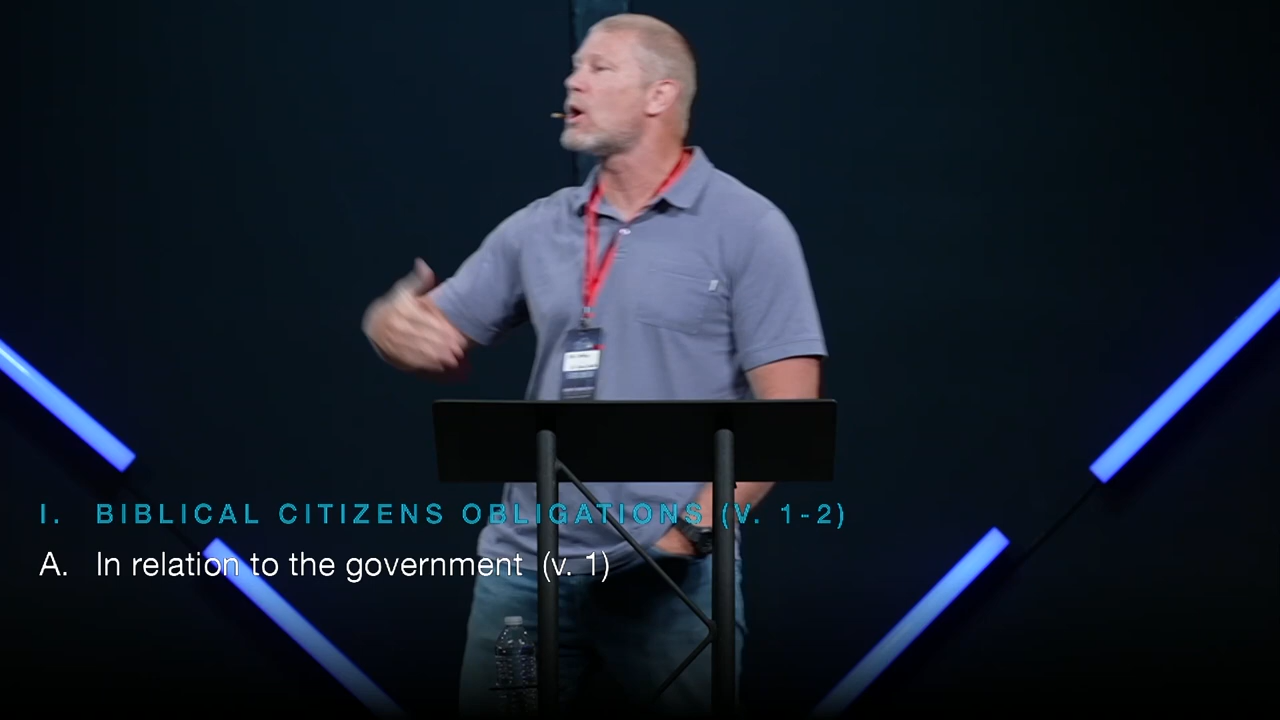 I. BIBLICAL CITIZENS OBLIGATIONS (V. 1-2)
A. In relation to the government (v. 1)